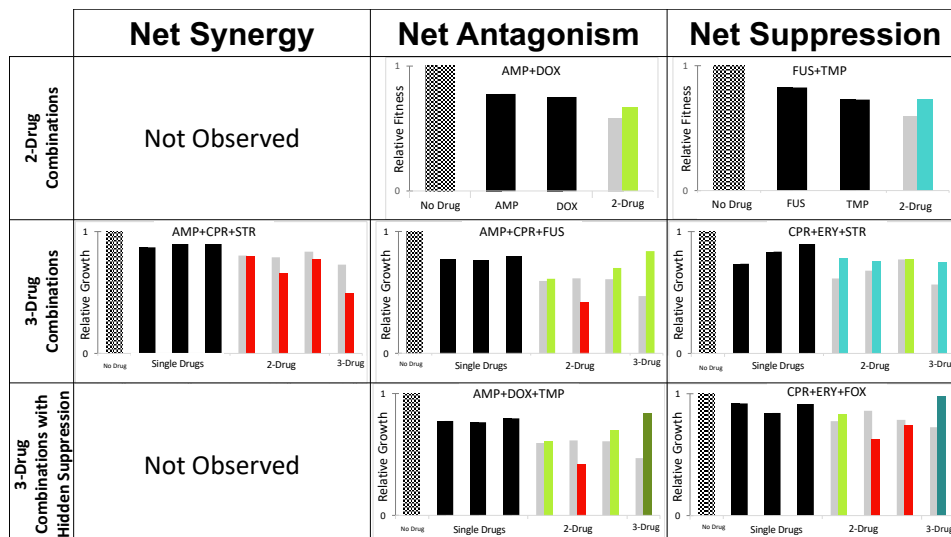 Net Synergy
Net Antagonism
Net Suppression
2-Drug
Combinations
Not Observed
AMP+DOX
1
Relative Fitness
0
No Drug
AMP
DOX
2-Drug
FUS+TMP
1
Relative Fitness
0
No Drug
FUS
TMP
2-Drug
3-Drug
Combinations
AMP+CPR+STR
1
Relative Growth
0
No Drug
Single Drugs
2-Drug
3-Drug
AMP+CPR+FUS
1
Relative Growth
0
No Drug
Single Drugs
2-Drug
3-Drug
CPR+ERY+STR
1
Relative Growth
0
No Drug
Single Drugs
2-Drug
3-Drug
3-Drug
Combinations with
Hidden Suppression
Not Observed
AMP+DOX+TMP
1
Relative Growth
0
No Drug
Single Drugs
2-Drug
3-Drug
CPR+ERY+FOX
1
Relative Growth
0
No Drug
Single Drugs
2-Drug
3-Drug